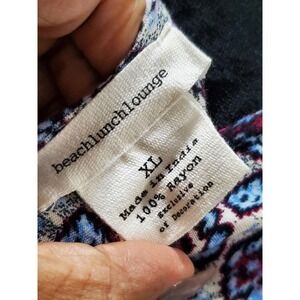 beachlunchlounge
XL
Made in India
100% Rayon
Exclusive
of Decoration